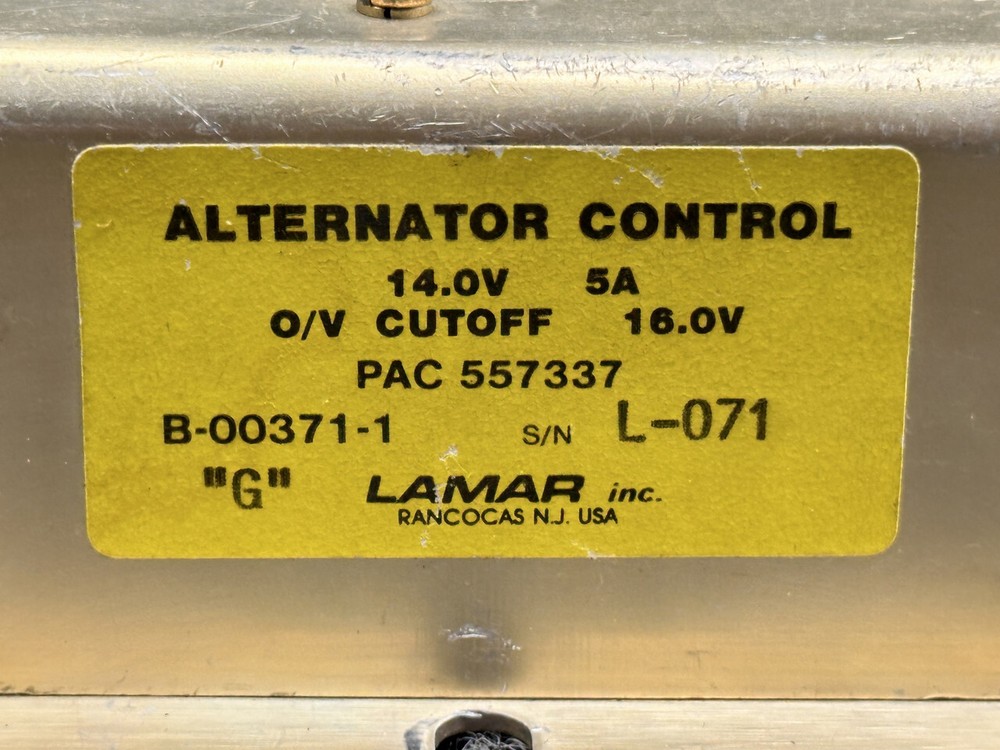 ALTERNATOR CONTROL
14.0V 5A
O/V CUTOFF 16.0V
PAC 557337
B-00371-1 S/N L-071
"G" LAMAR inc.
RANCOCAS N.J. USA